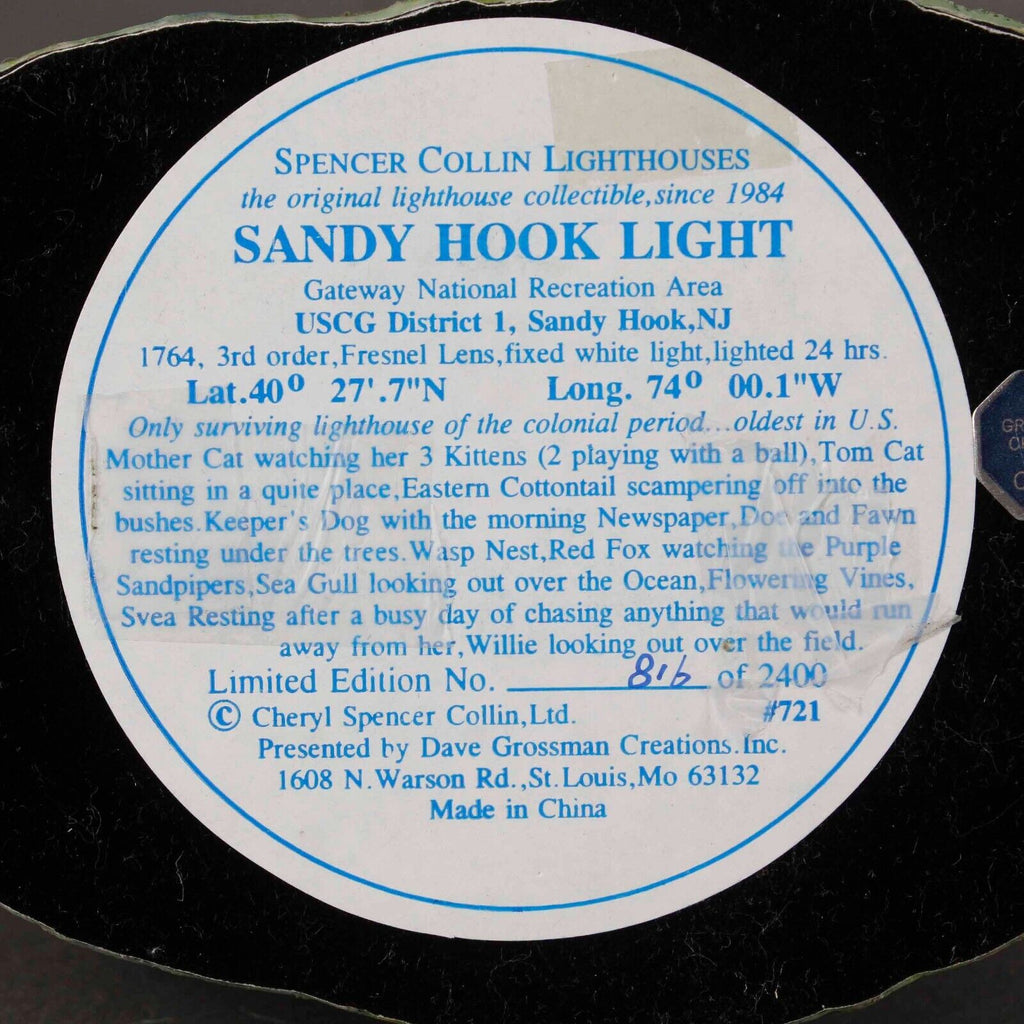 SPENCER COLLIN LIGHTHOUSES
the original lighthouse collectible,since 1984
SANDY HOOK LIGHT
Gateway National Recreation Area
USCG District 1, Sandy Hook,NJ
1764, 3rd order,Fresnel Lens,fixed white light,lighted 24 hrs.
Lat.40º 27'.7"N Long. 74º 00.1"W
Only surviving lighthouse of the colonial period...oldest in U.S.
Mother Cat watching her 3 Kittens (2 playing with a ball),Tom Cat
sitting in a quite place,Eastern Cottontail scampering off into the
bushes.Keeper's Dog with the morning Newspaper,Doe and Fawn
resting under the trees.Wasp Nest,Red Fox watching the Purple
Sandpipers,Sea Gull looking out over the Ocean,Flowering Vines,
Svea Resting after a busy day of chasing anything that would run
away from her,Willie looking out over the field.
Limited Edition No. 816 of 2400
© Cheryl Spencer Collin,Ltd. #721
Presented by Dave Grossman Creations.Inc.
1608 N.Warson Rd.,St.Louis,Mo 63132
Made in China